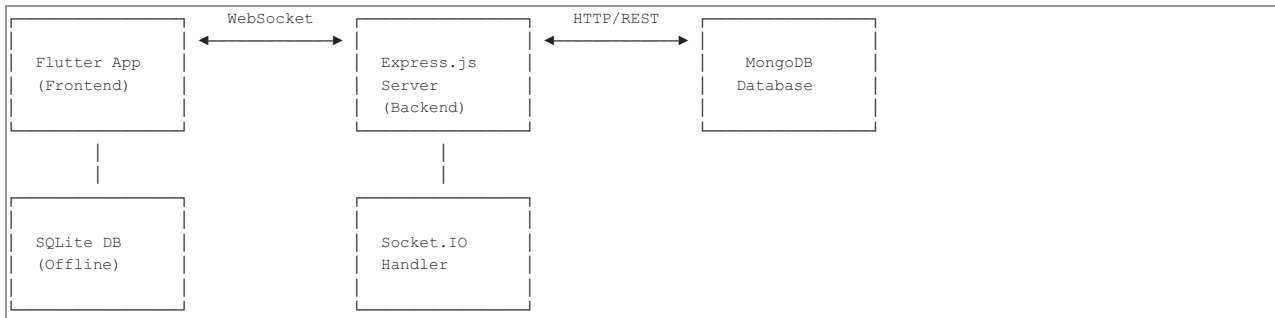 WebSocket HTTP/REST
Flutter App Express.js MongoDB
(Frontend) Server Database
(Backend)
SQLite DB Socket.IO
(Offline) Handler